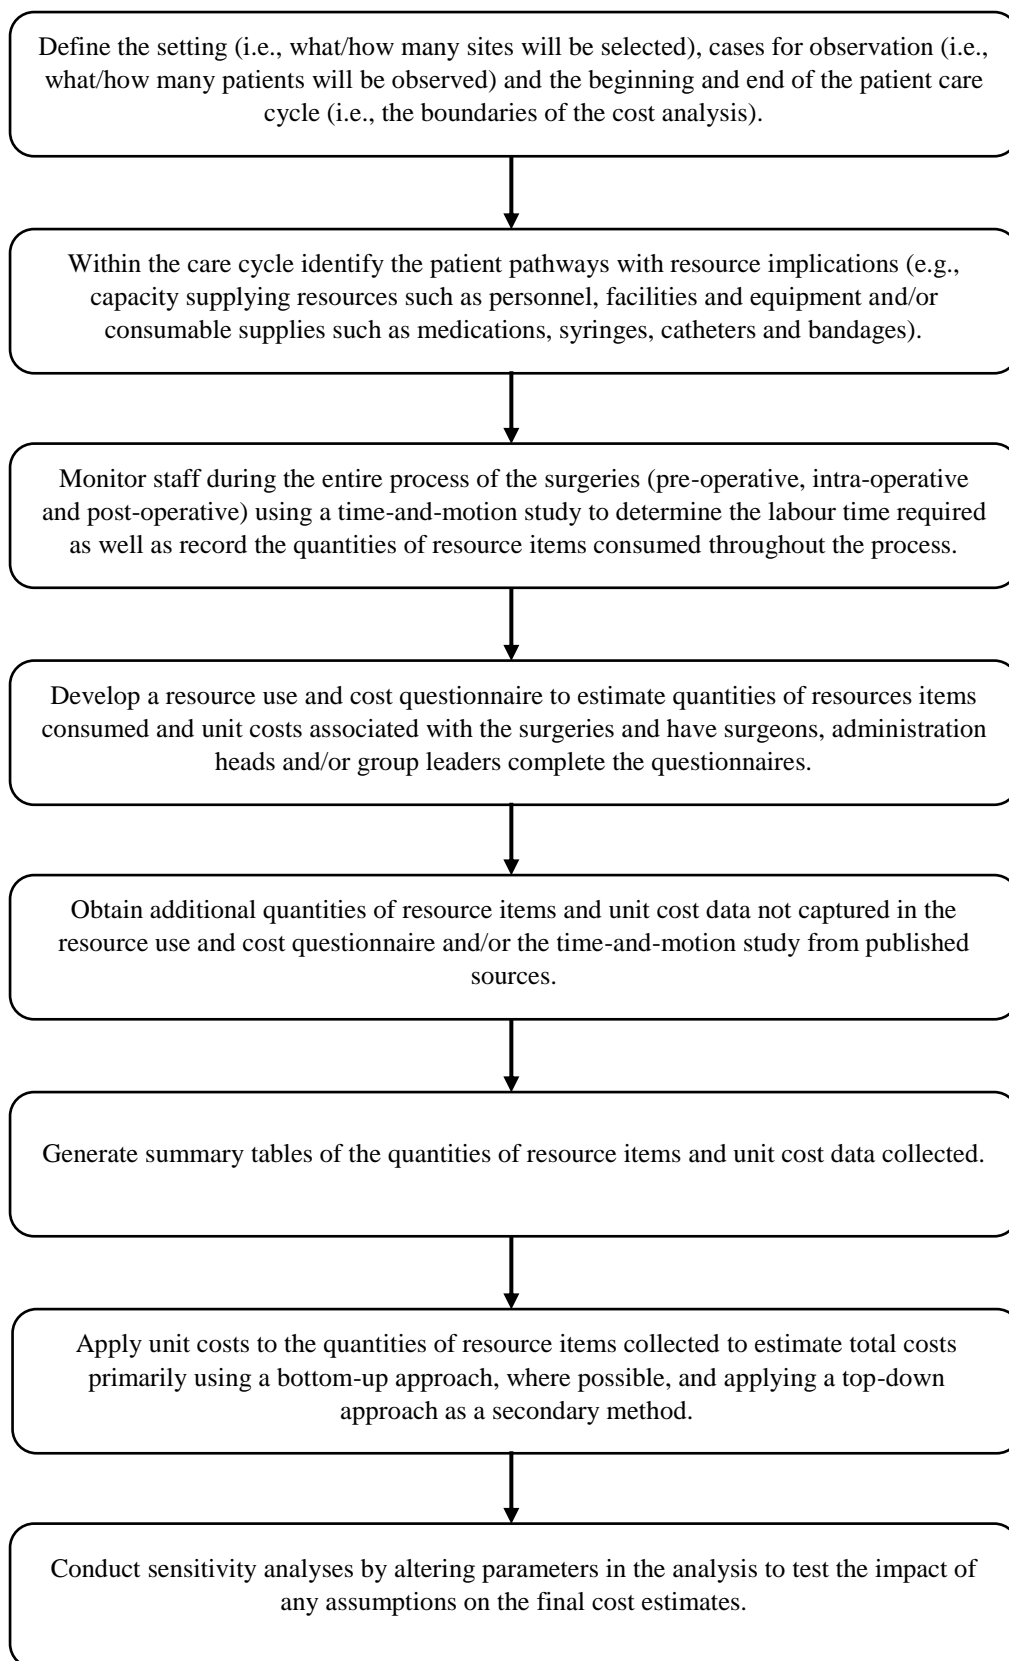 Define the setting (i.e., what/how many sites will be selected), cases for observation (i.e.,
what/how many patients will be observed) and the beginning and end of the patient care
cycle (i.e., the boundaries of the cost analysis).
Within the care cycle identify the patient pathways with resource implications (e.g.,
capacity supplying resources such as personnel, facilities and equipment and/or
consumable supplies such as medications, syringes, catheters and bandages).
Monitor staff during the entire process of the surgeries (pre-operative, intra-operative
and post-operative) using a time-and-motion study to determine the labour time required
as well as record the quantities of resource items consumed throughout the process.
Develop a resource use and cost questionnaire to estimate quantities of resources items
consumed and unit costs associated with the surgeries and have surgeons, administration
heads and/or group leaders complete the questionnaires.
Obtain additional quantities of resource items and unit cost data not captured in the
resource use and cost questionnaire and/or the time-and-motion study from published
sources.
Generate summary tables of the quantities of resource items and unit cost data collected.
Apply unit costs to the quantities of resource items collected to estimate total costs
primarily using a bottom-up approach, where possible, and applying a top-down
approach as a secondary method.
Conduct sensitivity analyses by altering parameters in the analysis to test the impact of
any assumptions on the final cost estimates.